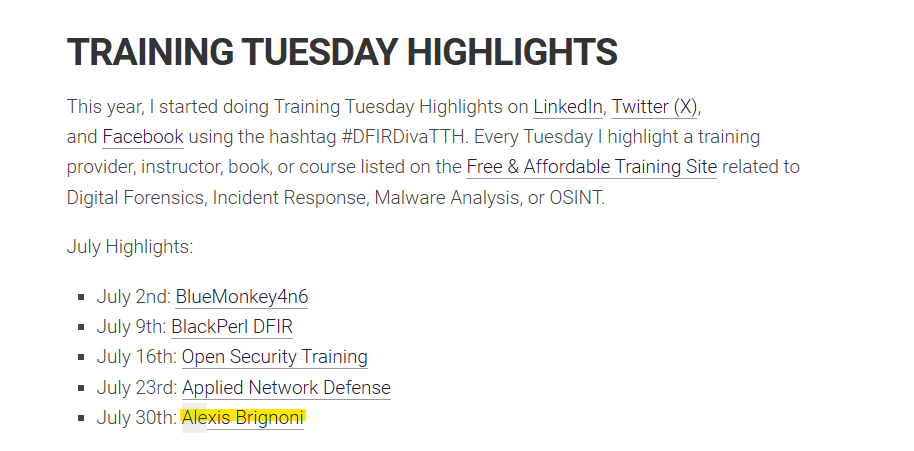 TRAINING TUESDAY HIGHLIGHTS
This year, I started doing Training Tuesday Highlights on LinkedIn, Twitter (X),
and Facebook using the hashtag #DFIRDivaTTH. Every Tuesday I highlight a training
provider, instructor, book, or course listed on the Free & Affordable Training Site related to
Digital Forensics, Incident Response, Malware Analysis, or OSINT.
July Highlights:
July 2nd: BlueMonkey4n6
July 9th: BlackPerl DFIR
July 16th: Open Security Training
July 23rd: Applied Network Defense
July 30th: Alexis Brignoni